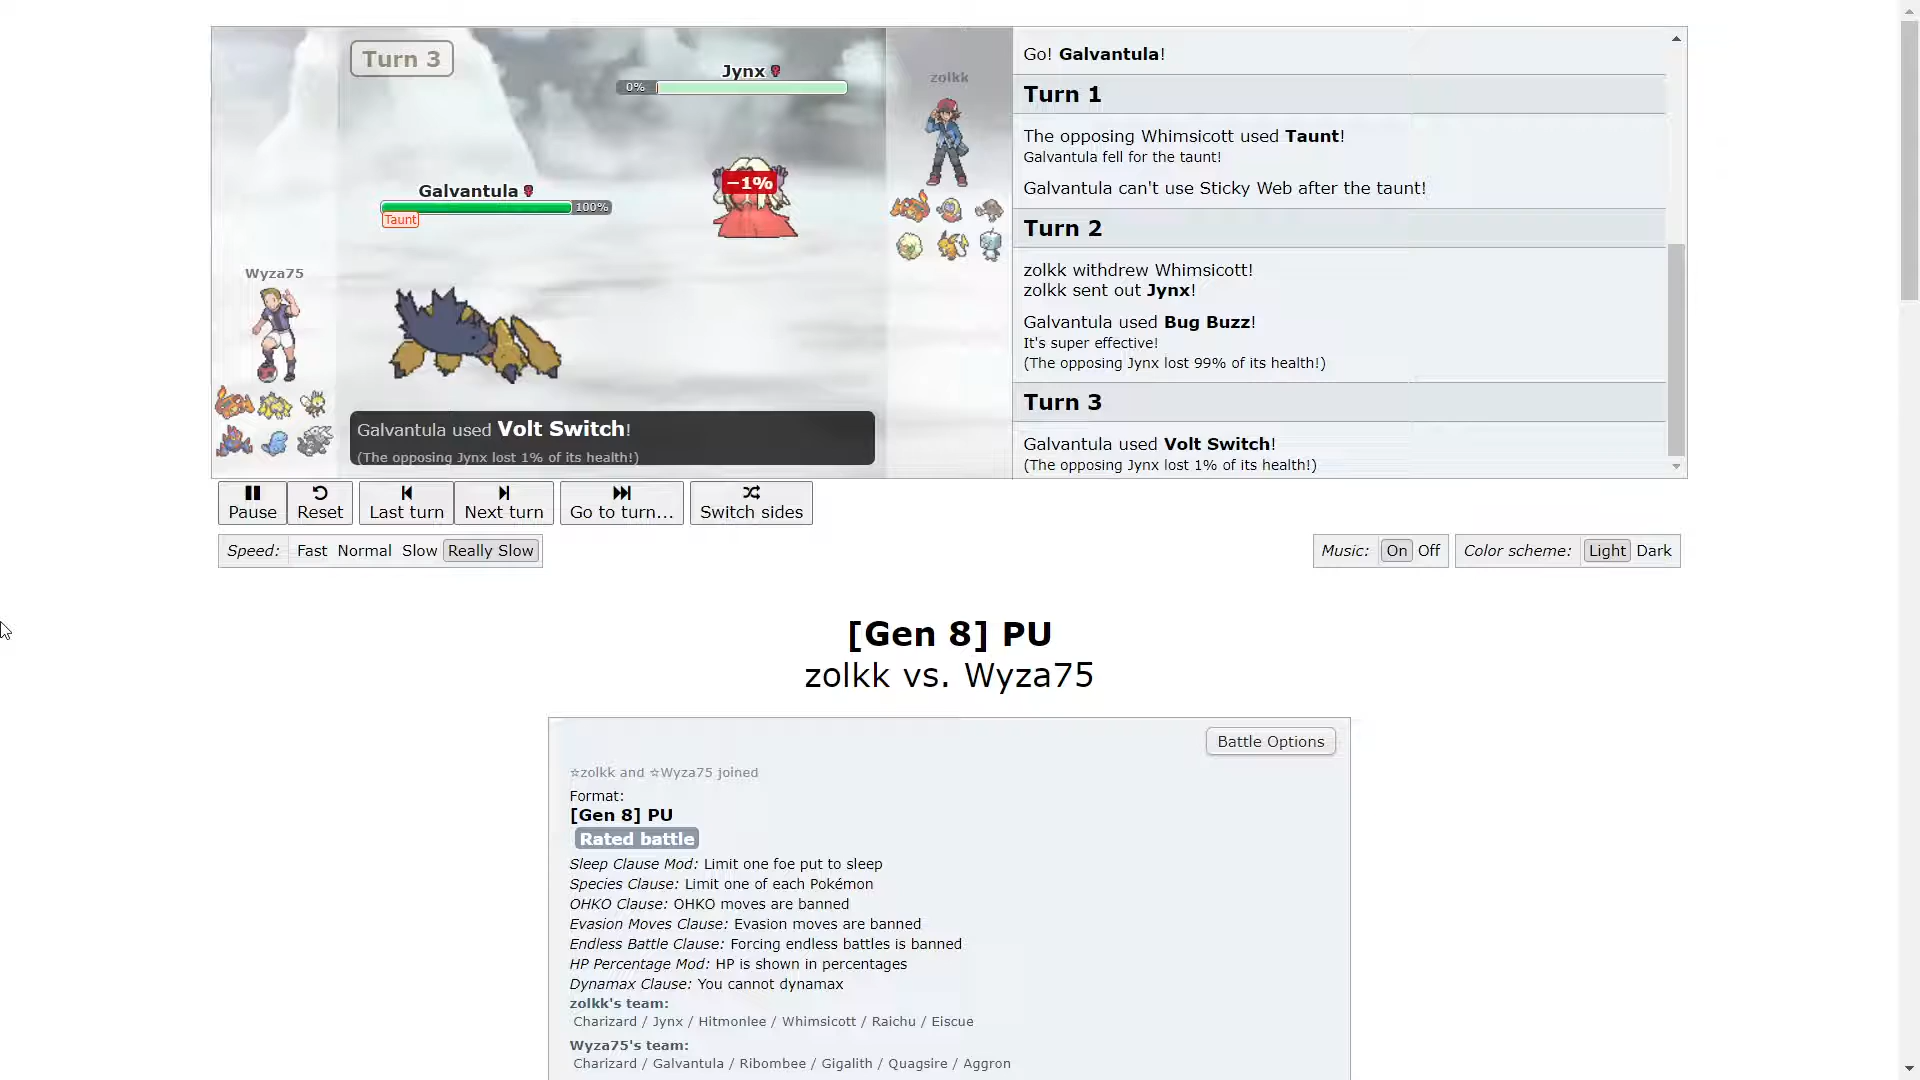 Turn 3
Jynx
0%
zolkk
-1%
Galvantula
100%
Taunt
Wyza75
Galvantula used Volt Switch!
(The opposing Jynx lost 1% of its health!)
Go! Galvantula!
Turn 1
The opposing Whimsicott used Taunt!
Galvantula fell for the taunt!
Galvantula can't use Sticky Web after the taunt!
Turn 2
zolkk withdrew Whimsicott!
zolkk sent out Jynx!
Galvantula used Bug Buzz!
It's super effective!
(The opposing Jynx lost 99% of its health!)
Turn 3
Galvantula used Volt Switch!
(The opposing Jynx lost 1% of its health!)
Pause Reset Last turn Next turn Go to turn... Switch sides
Speed: Fast Normal Slow Really Slow
Music: On Off Color scheme: Light Dark
[Gen 8] PU
zolkk vs. Wyza75
Battle Options
☆zolkk and ☆Wyza75 joined
Format:
[Gen 8] PU
Rated battle
Sleep Clause Mod: Limit one foe put to sleep
Species Clause: Limit one of each Pokémon
OHKO Clause: OHKO moves are banned
Evasion Moves Clause: Evasion moves are banned
Endless Battle Clause: Forcing endless battles is banned
HP Percentage Mod: HP is shown in percentages
Dynamax Clause: You cannot dynamax
zolkk's team:
Charizard / Jynx / Hitmonlee / Whimsicott / Raichu / Eiscue
Wyza75's team:
Charizard / Galvantula / Ribombee / Gigalith / Quagsire / Aggron